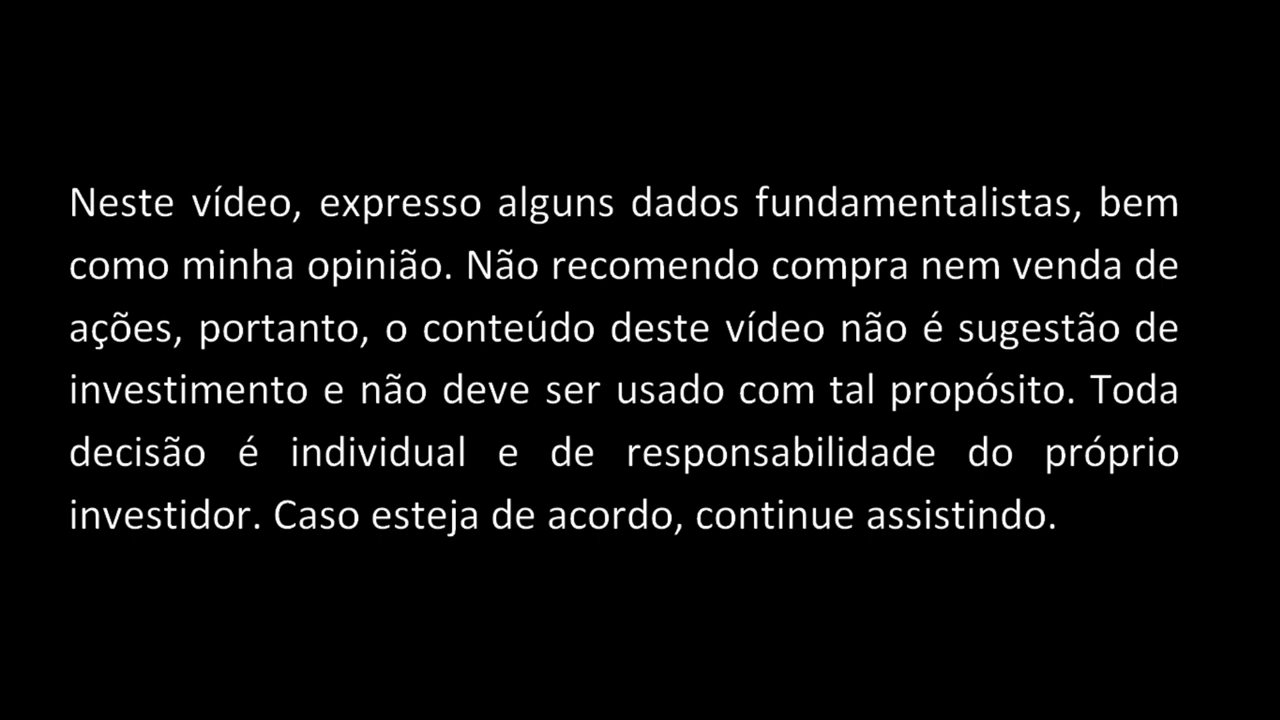 Neste vídeo, expresso alguns dados fundamentalistas, bem
como minha opinião. Não recomendo compra nem venda de
ações, portanto, o conteúdo deste vídeo não é sugestão de
investimento e não deve ser usado com tal propósito. Toda
decisão é individual e de responsabilidade do próprio
investidor. Caso esteja de acordo, continue assistindo.